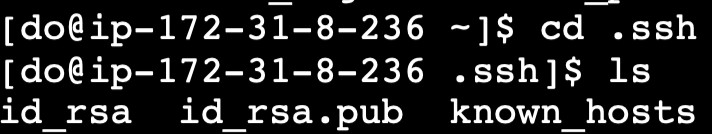 [do@ip-172-31-8-236 ~]$ cd .ssh
[do@ip-172-31-8-236 .ssh]$ ls
id_rsa  id_rsa.pub  known_hosts